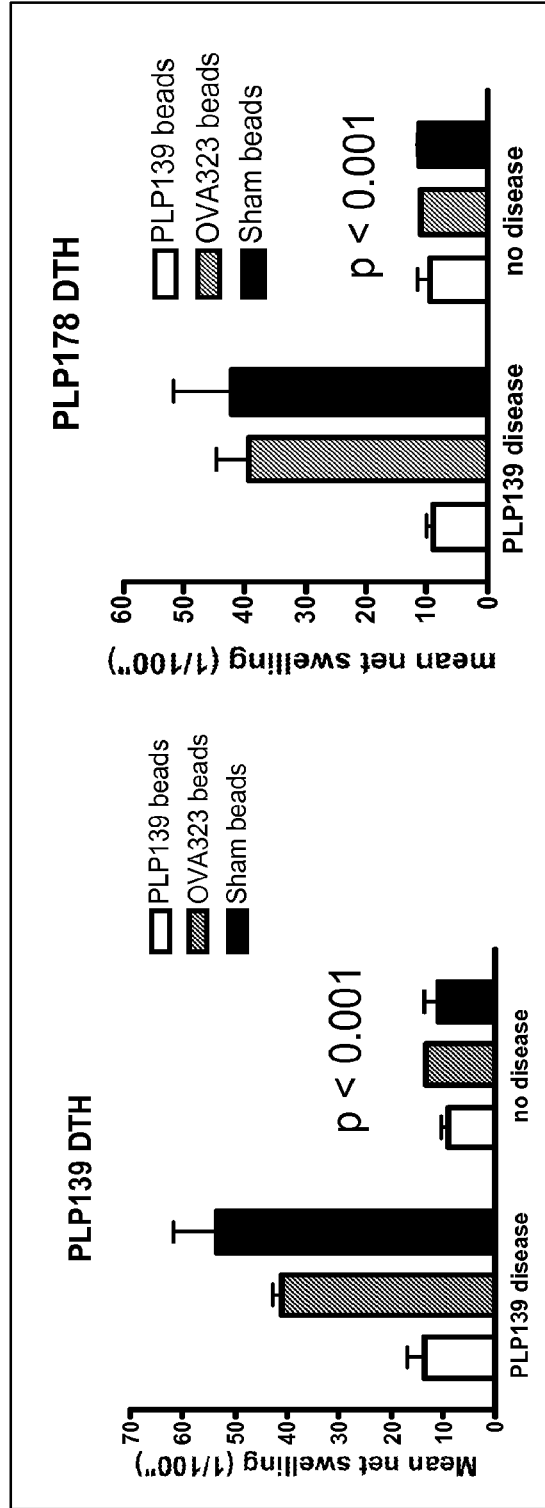 PLP139 DTH
PLP139 beads
OVA323 beads
Sham beads
Mean net swelling (1/100")
70
60
50
40
30
20
10
0
p < 0.001
PLP139 disease
no disease
PLP178 DTH
PLP139 beads
OVA323 beads
Sham beads
mean net swelling (1/100")
60
50
40
30
20
10
0
p < 0.001
PLP139 disease
no disease